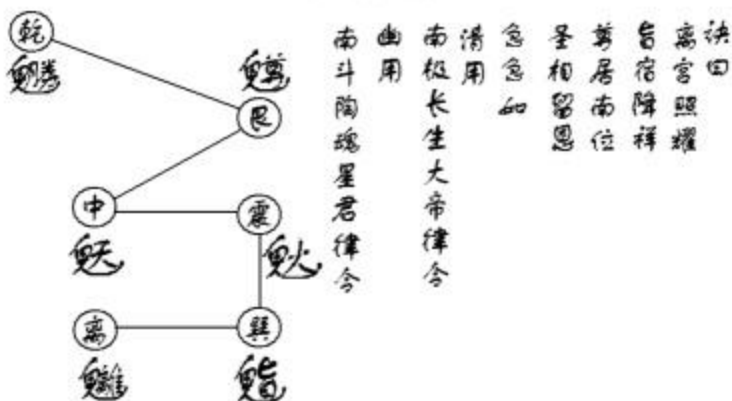 诀曰
离宫照耀
旨宿降祥
剪居南位
圣相留恩
急急如
清用
南极长生大帝律令
幽用
南斗陶魂星君律令
乾
艮
中
震
离
巽